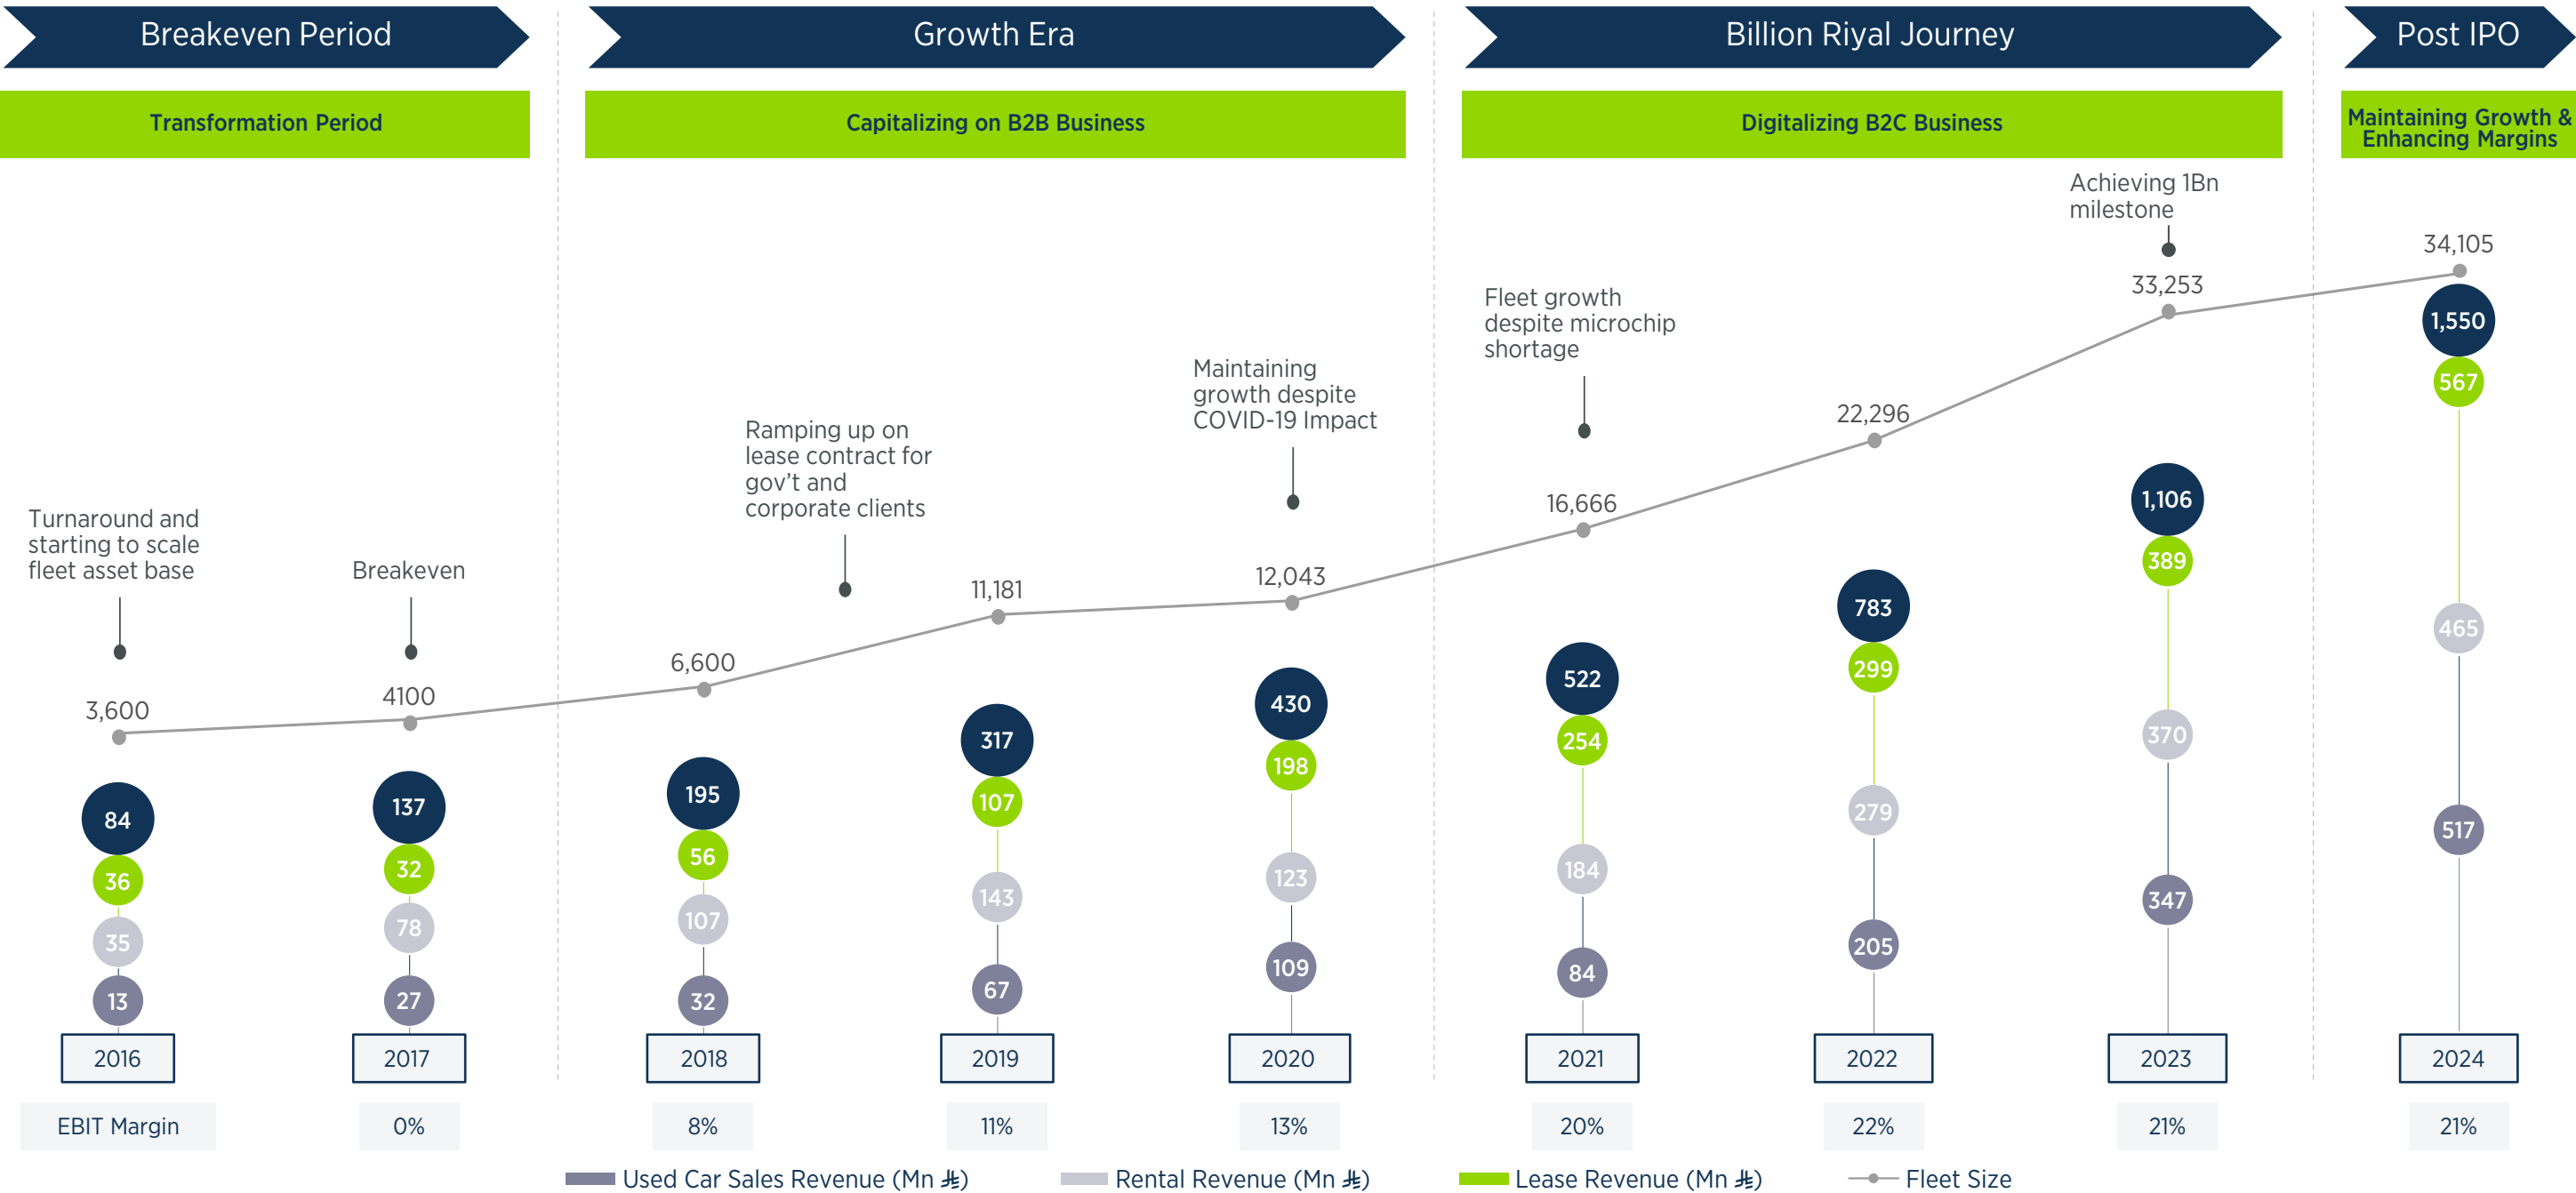 Breakeven Period
Growth Era
Billion Riyal Journey
Post IPO
Transformation Period
Capitalizing on B2B Business
Digitalizing B2C Business
Maintaining Growth &
Enhancing Margins
Turnaround and
starting to scale
fleet asset base
Breakeven
Ramping up on
lease contract for
gov’t and
corporate clients
Maintaining
growth despite
COVID-19 Impact
Fleet growth
despite microchip
shortage
Achieving 1Bn
milestone
3,600
4100
6,600
11,181
12,043
16,666
22,296
33,253
34,105
84
36
35
13
137
32
78
27
195
56
107
32
317
107
143
67
430
198
123
109
522
254
184
84
783
299
279
205
1,106
389
370
347
1,550
567
465
517
2016
2017
2018
2019
2020
2021
2022
2023
2024
EBIT Margin
0%
8%
11%
13%
20%
22%
21%
21%
Used Car Sales Revenue (Mn ⃁)
Rental Revenue (Mn ⃁)
Lease Revenue (Mn ⃁)
Fleet Size